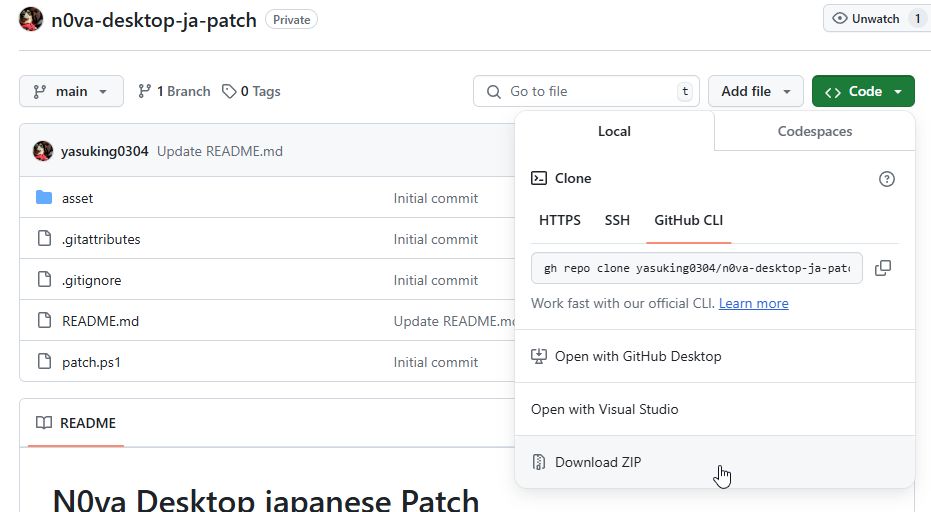 n0va-desktop-ja-patch Private
Unwatch 1
main 1 Branch 0 Tags
Go to file t
Add file
Code
yasuking0304 Update README.md
asset Initial commit
.gitattributes Initial commit
.gitignore Initial commit
README.md Update README.md
patch.ps1 Initial commit
README
N0va Desktop japanese Patch
Local Codespaces
Clone
HTTPS SSH GitHub CLI
gh repo clone yasuking0304/n0va-desktop-ja-patc
Work fast with our official CLI. Learn more
Open with GitHub Desktop
Open with Visual Studio
Download ZIP